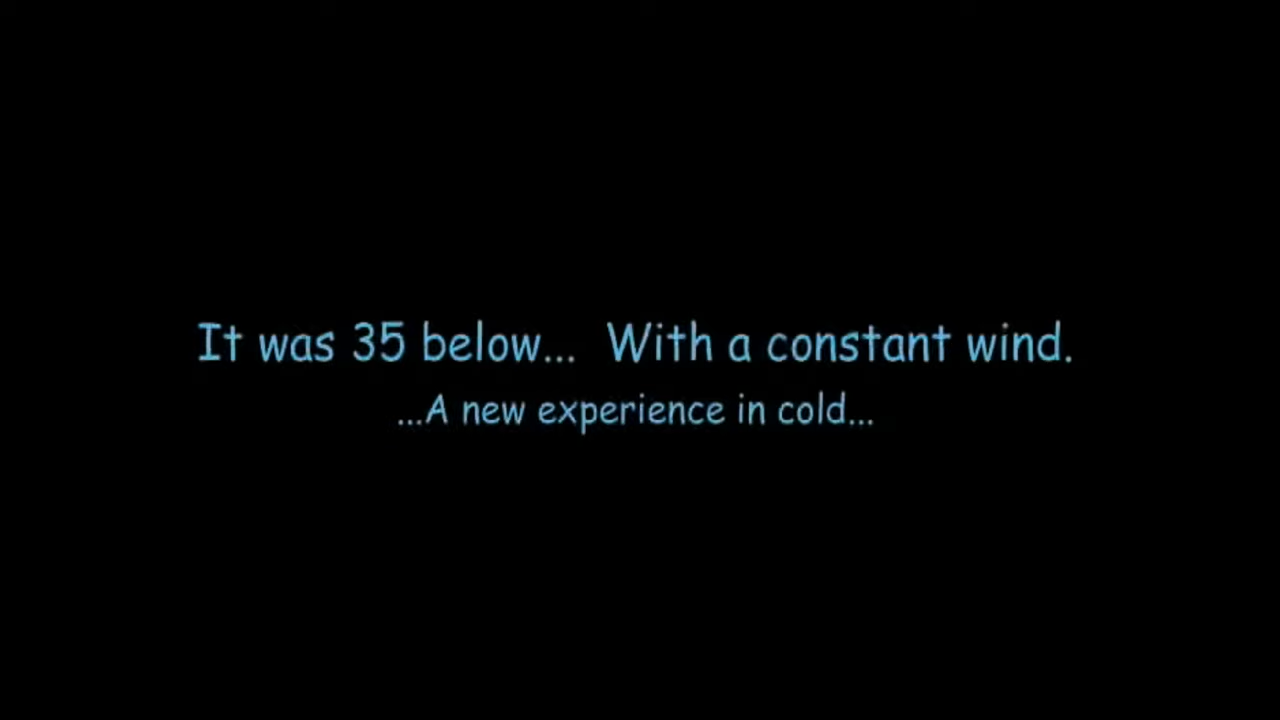 It was 35 below...  With a constant wind.
...A new experience in cold...